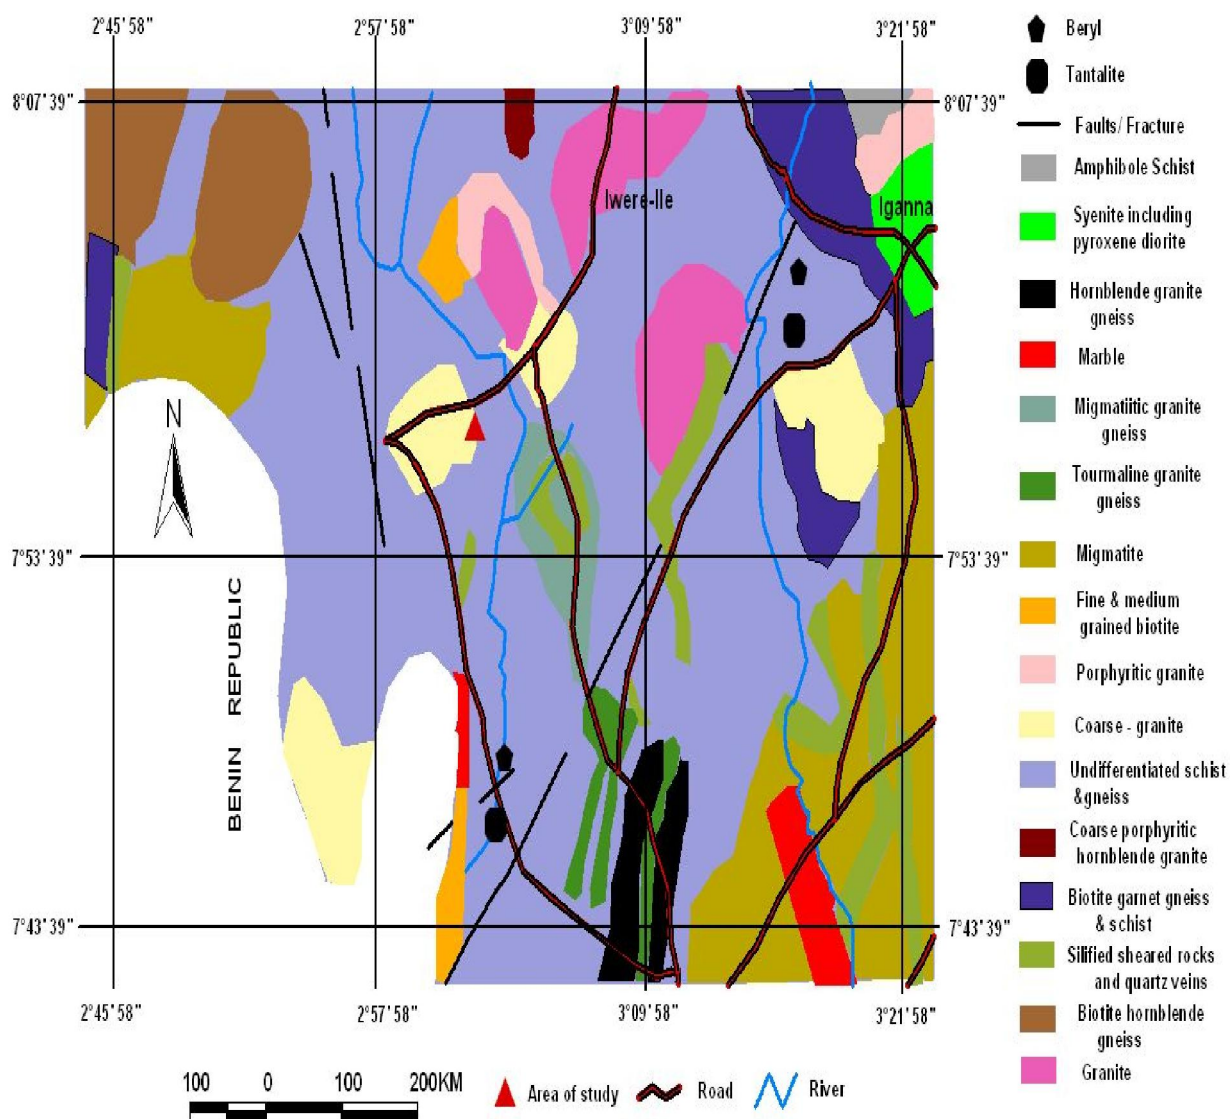 2°45'58"
2°57'58"
3°09'58"
3°21'58"
8°07'39"
8°07'39"
Iwere-Ile
Iganna
N
7°53'39"
7°53'39"
BENIN REPUBLIC
7°43'39"
7°43'39"
2°45'58"
2°57'58"
3°09'58"
3°21'58"
100 0 100 200KM
Area of study
Road
River
Beryl
Tantalite
Faults/ Fracture
Amphibole Schist
Syenite including
pyroxene diorite
Hornblende granite
gneiss
Marble
Migmatiitic granite
gneiss
Tourmaline granite
gneiss
Migmatite
Fine & medium
grained biotite
Porphyritic granite
Coarse - granite
Undifferentiated schist
&gneiss
Coarse porphyritic
hornblende granite
Biotite garnet gneiss
& schist
Silified sheared rocks
and quartz veins
Biotite hornblende
gneiss
Granite